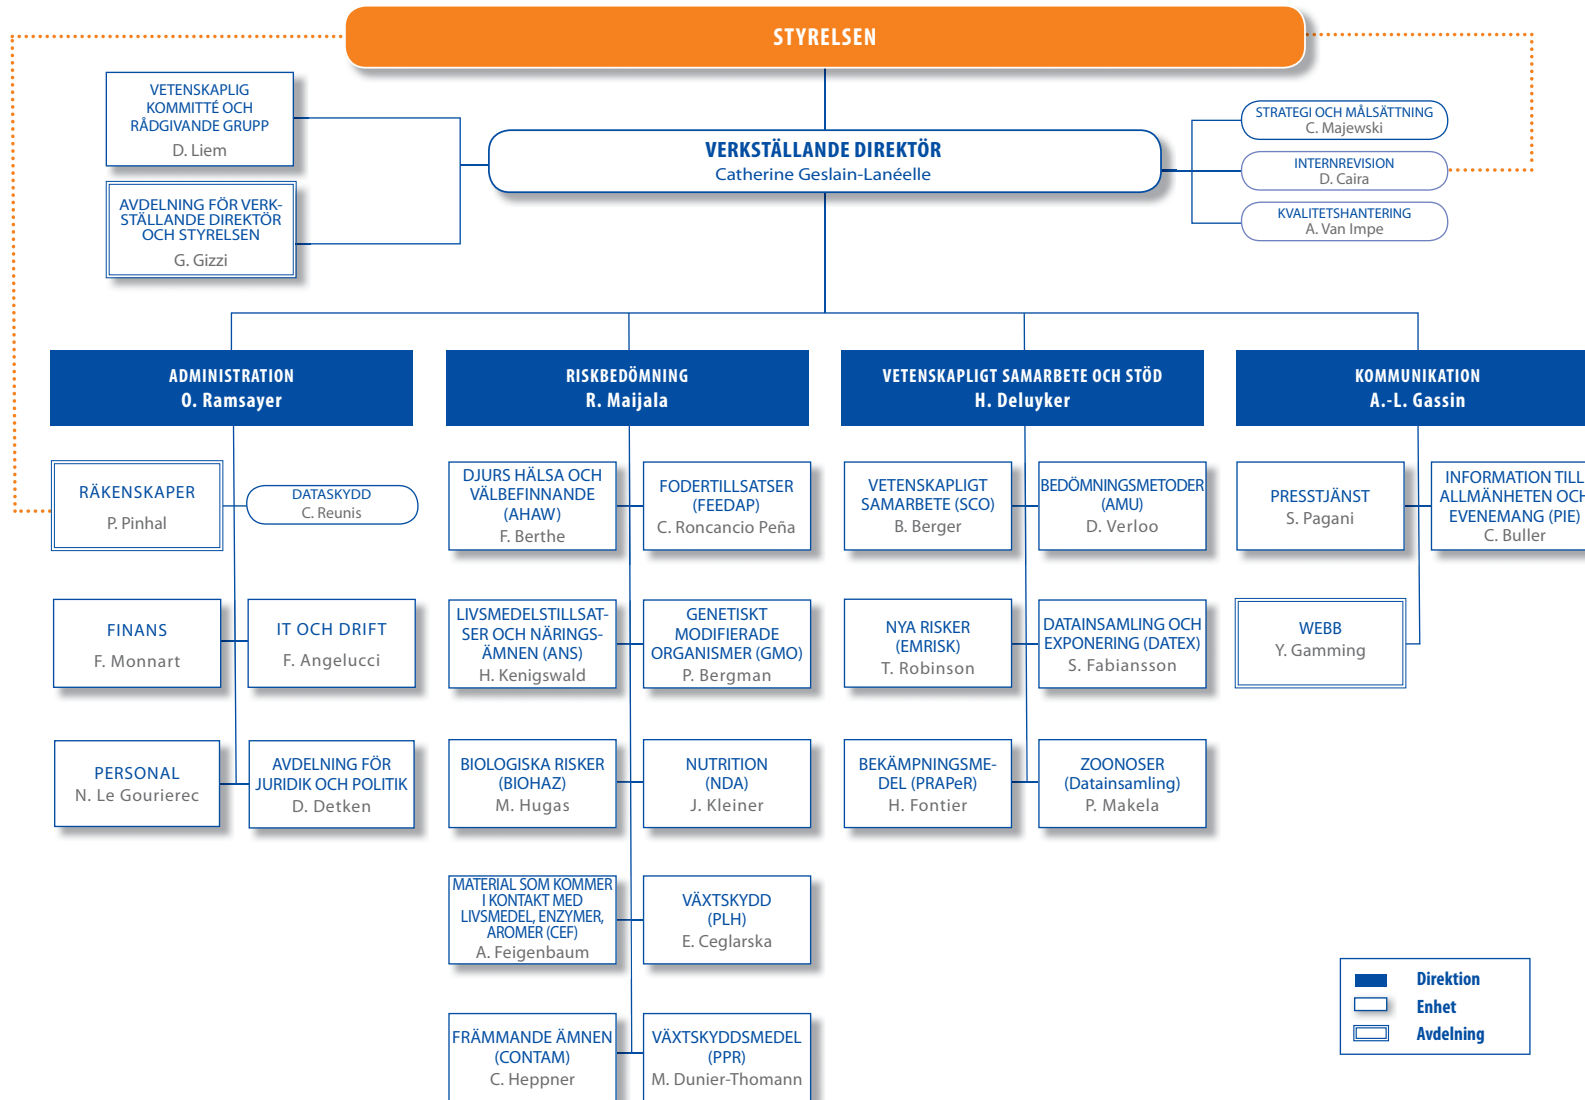 STYRELSEN
VETENSKAPLIG
KOMMITTÉ OCH
RÅDGIVANDE GRUPP
D. Liem
AVDELNING FÖR VERK-
STÄLLANDE DIREKTÖR
OCH STYRELSEN
G. Gizzi
VERKSTÄLLANDE DIREKTÖR
Catherine Geslain-Lanéelle
STRATEGI OCH MÅLSÄTTNING
C. Majewski
INTERNREVISION
D. Caira
KVALITETSHANTERING
A. Van Impe
ADMINISTRATION
O. Ramsayer
RÄKENSKAPER
P. Pinhal
DATASKYDD
C. Reunis
FINANS
F. Monnart
IT OCH DRIFT
F. Angelucci
PERSONAL
N. Le Gourierec
AVDELNING FÖR
JURIDIK OCH POLITIK
D. Detken
RISKBEDÖMNING
R. Maijala
DJURS HÄLSA OCH
VÄLBEFINNANDE
(AHAW)
F. Berthe
FODERTILLSATSER
(FEEDAP)
C. Roncancio Peña
LIVSMEDELSTILLSAT-
SER OCH NÄRINGS-
ÄMNEN (ANS)
H. Kenigswald
GENETISKT
MODIFIERADE
ORGANISMER (GMO)
P. Bergman
BIOLOGISKA RISKER
(BIOHAZ)
M. Hugas
NUTRITION
(NDA)
J. Kleiner
MATERIAL SOM KOMMER
I KONTAKT MED
LIVSMEDEL, ENZYMER,
AROMER (CEF)
A. Feigenbaum
VÄXTSKYDD
(PLH)
E. Ceglarska
FRÄMMANDE ÄMNEN
(CONTAM)
C. Heppner
VÄXTSKYDDSMEDEL
(PPR)
M. Dunier-Thomann
VETENSKAPLIGT SAMARBETE OCH STÖD
H. Deluyker
VETENSKAPLIGT
SAMARBETE (SCO)
B. Berger
BEDÖMNINGSMETODER
(AMU)
D. Verloo
NYA RISKER
(EMRISK)
T. Robinson
DATAINSAMLING OCH
EXPONERING (DATEX)
S. Fabiansson
BEKÄMPNINGSME-
DEL (PRAPeR)
H. Fontier
ZOONOSER
(Datainsamling)
P. Makela
KOMMUNIKATION
A.-L. Gassin
PRESSTJÄNST
S. Pagani
INFORMATION TILL
ALLMÄNHETEN OCH
EVENEMANG (PIE)
C. Buller
WEBB
Y. Gamming
Direktion
Enhet
Avdelning